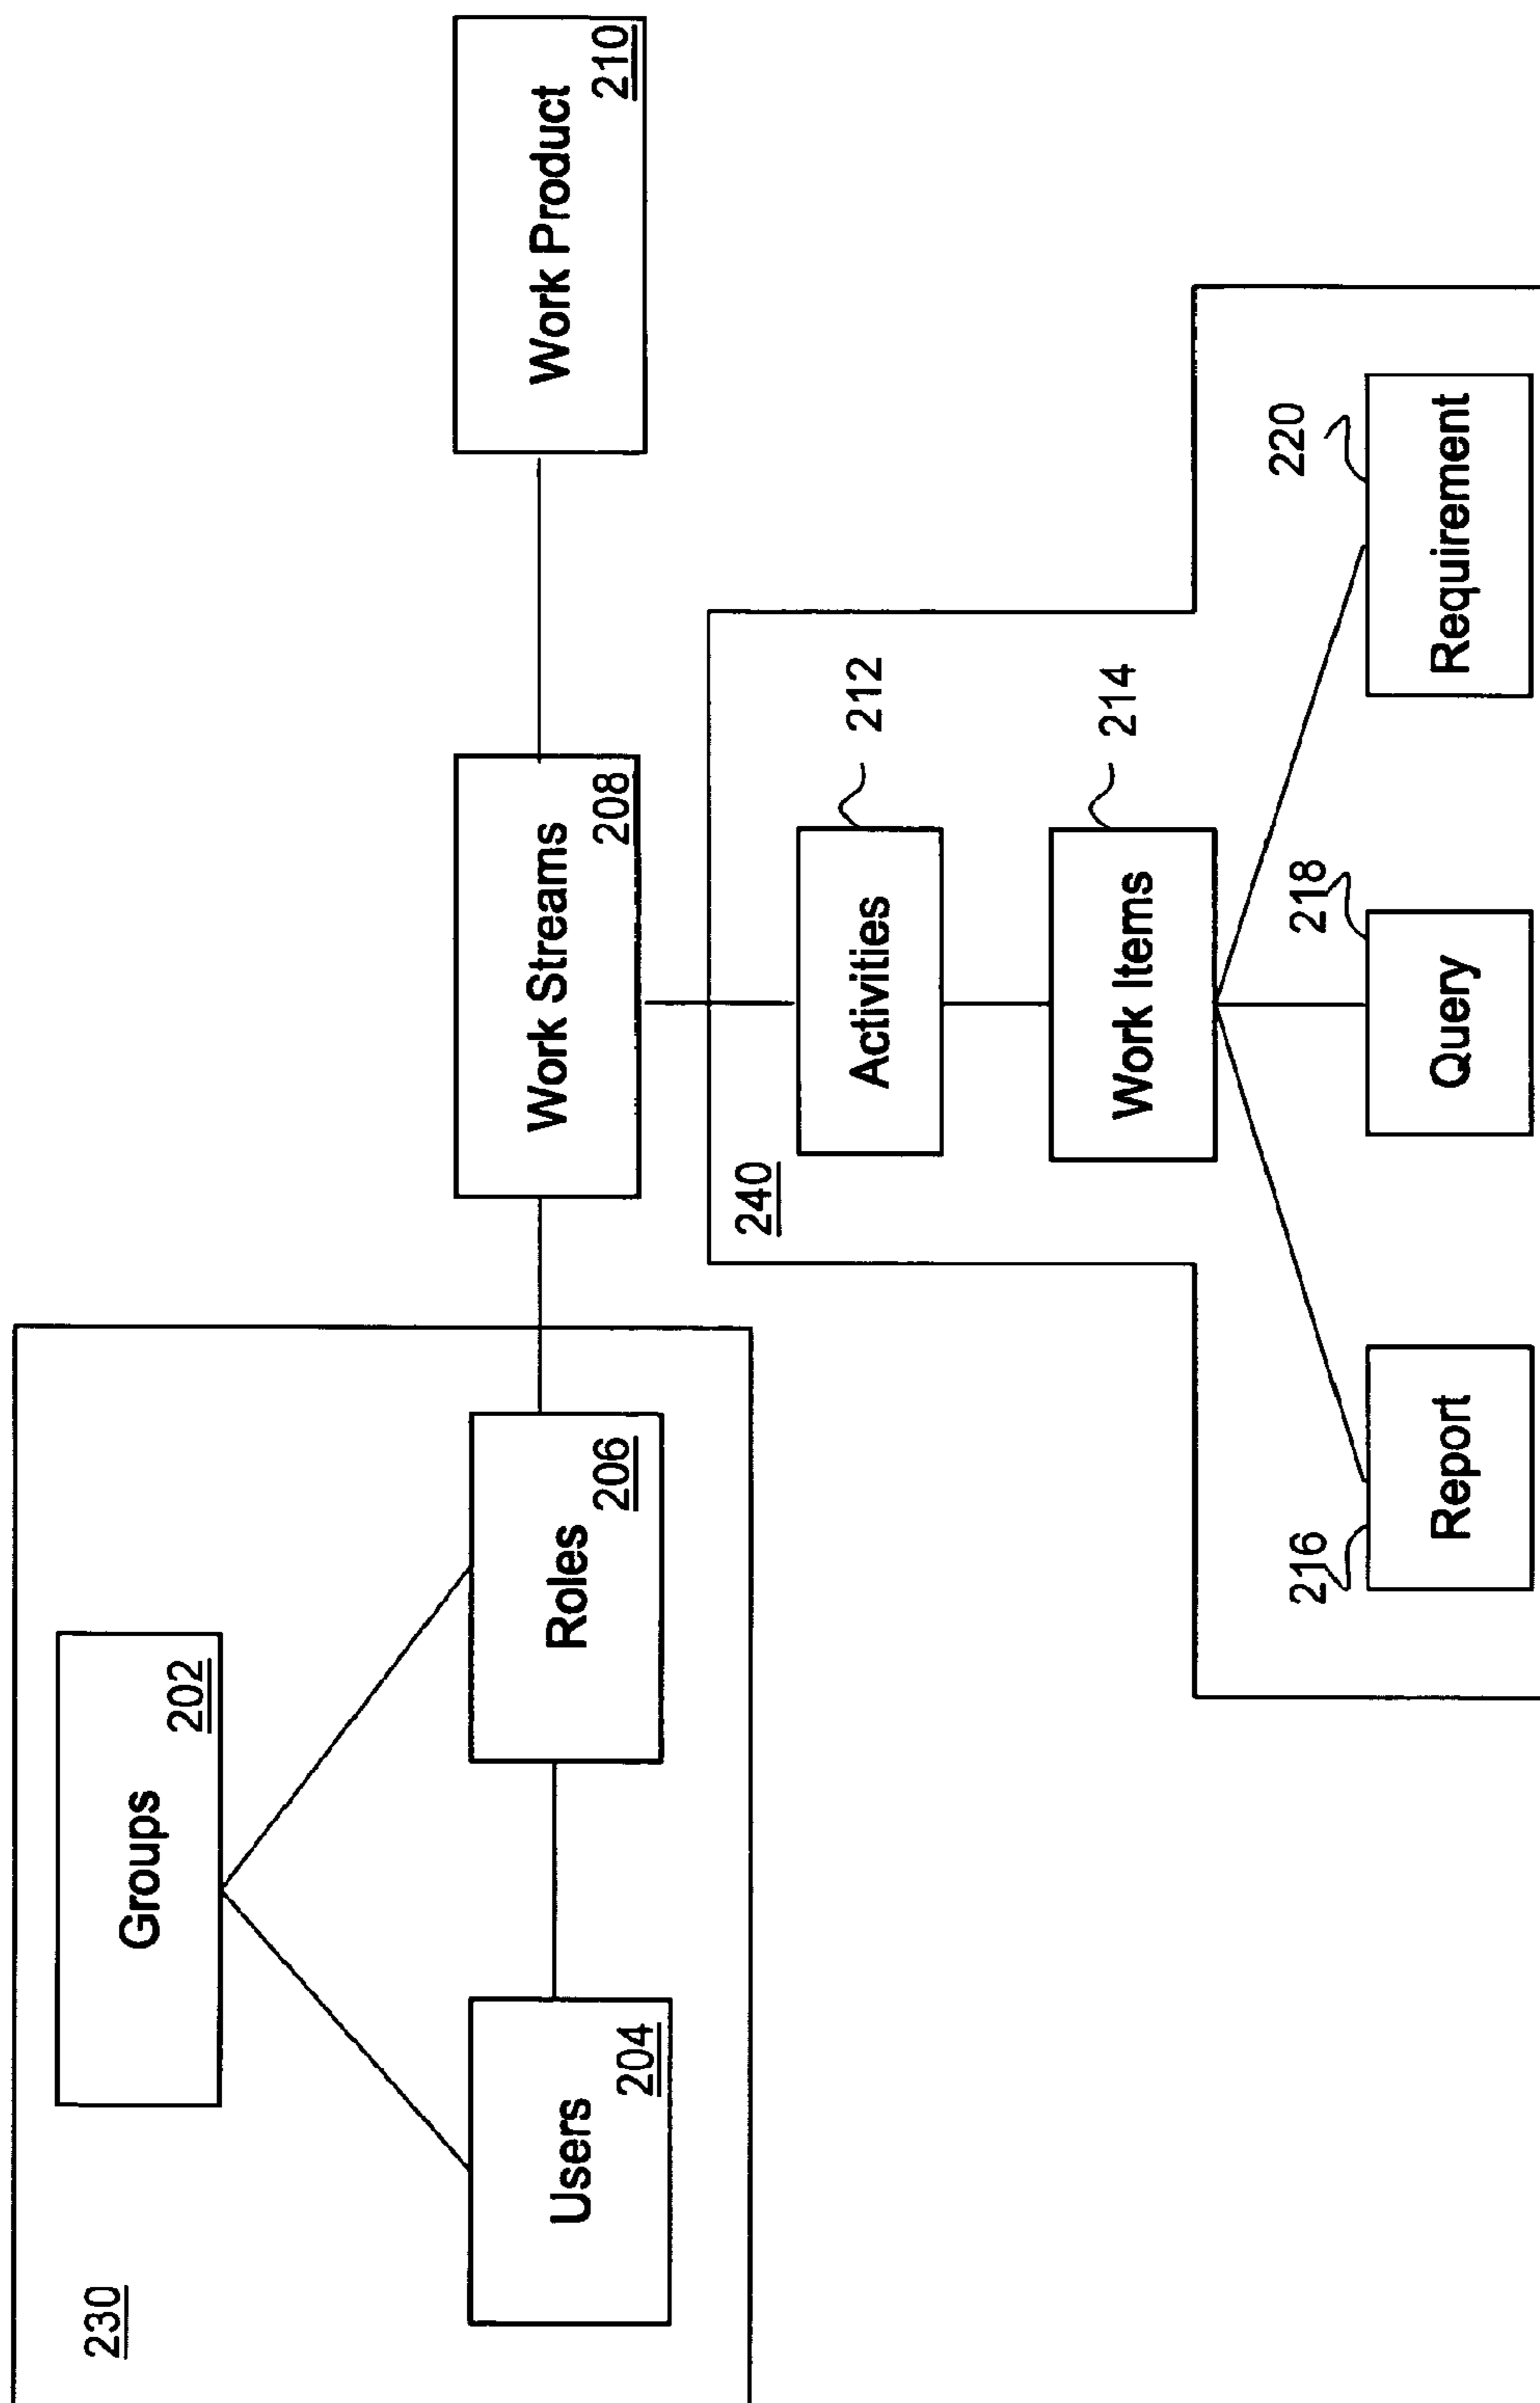 230
Groups
202
Users
204
Roles
206
Work Streams
208
Work Product
210
240
Activities
212
Work Items
214
216
Report
218
Query
220
Requirement